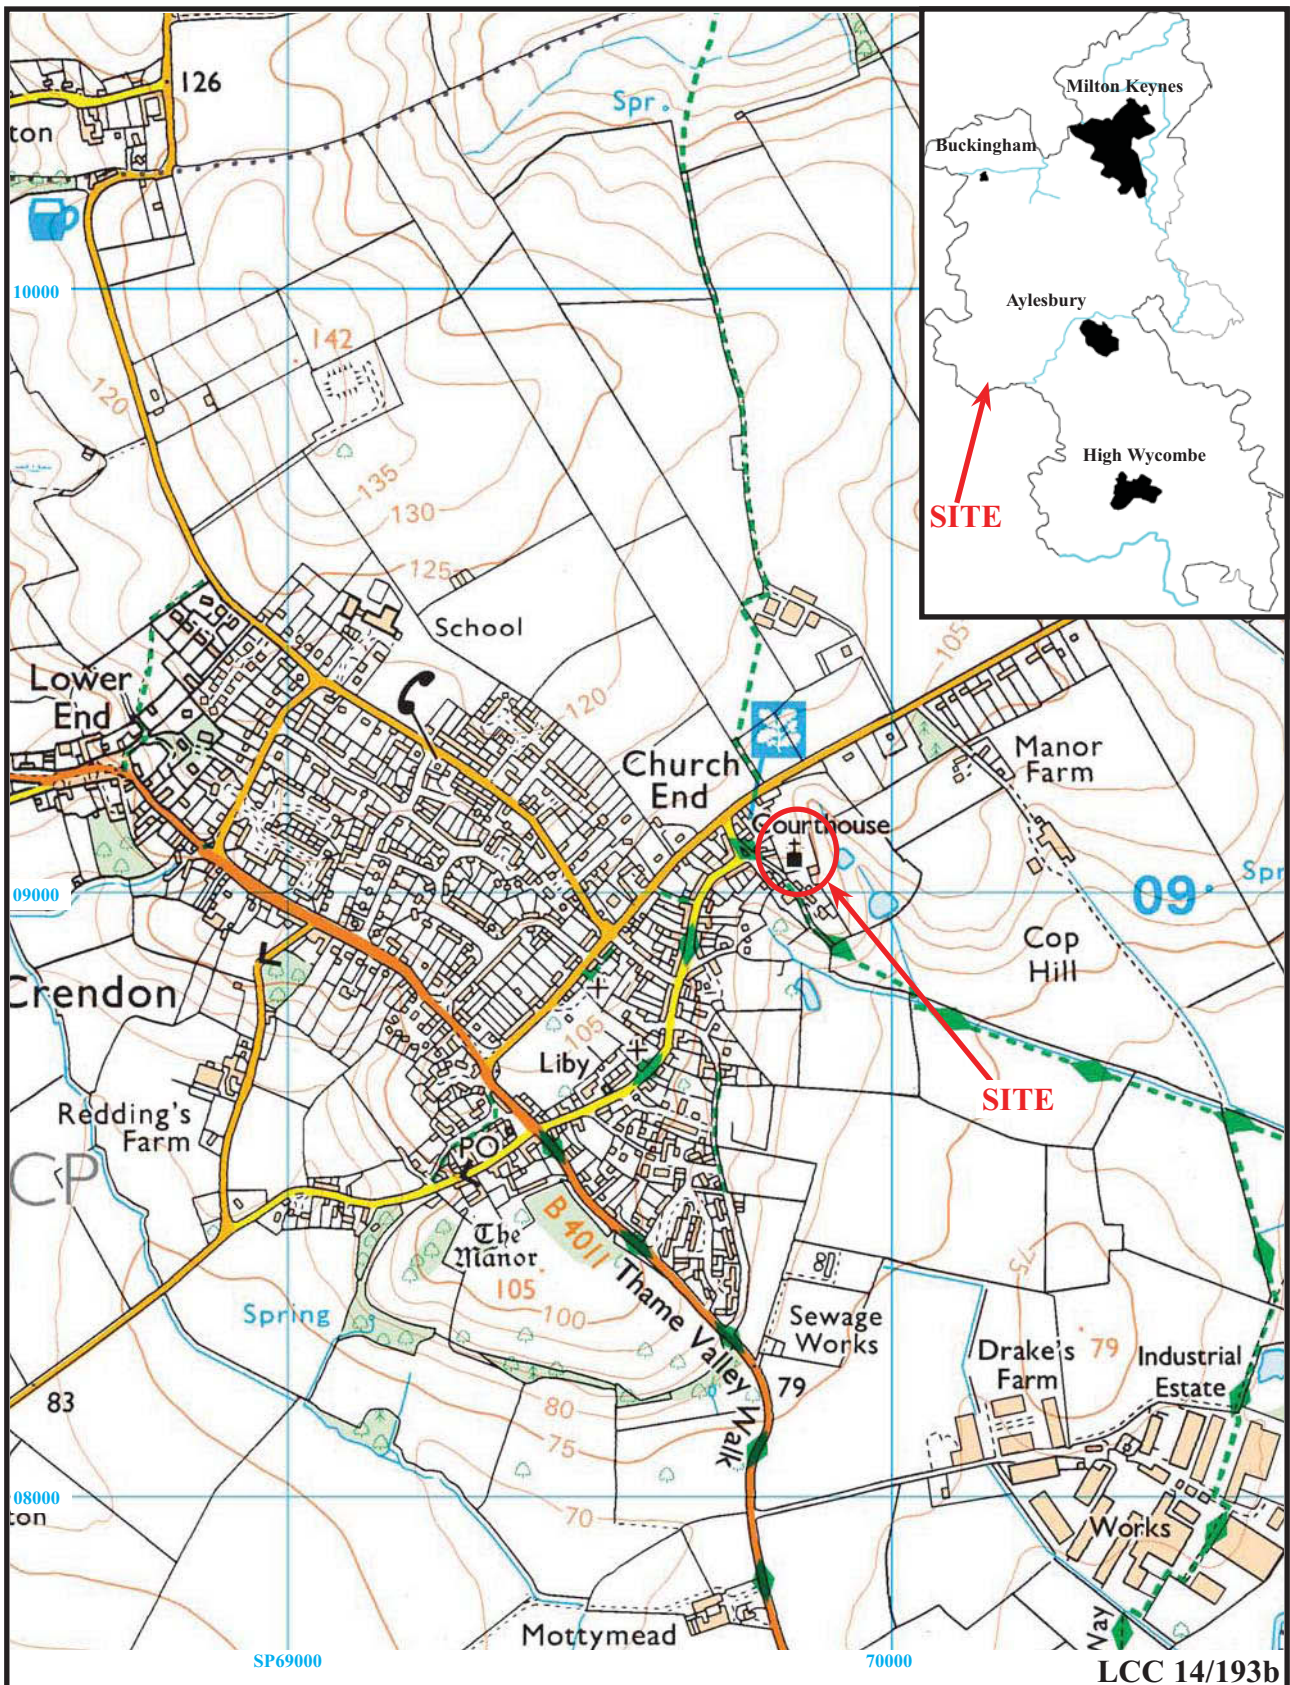 126
ton
Spr.
Milton Keynes
Buckingham
10000
Aylesbury
142
120
High Wycombe
135
SITE
130
125
School
105
Lower
End
120
Church
End
Manor
Farm
Courthouse
09000
09
Spr
Cop
Hill
Crendon
105
Liby
SITE
Redding's
Farm
PO
CP
The
Manor
B 4011
75
105
100
Spring
Thame Valley Walk
Sewage
Works
Drake's
Farm
79
Industrial
Estate
83
79
80
75
08000
ton
70
Works
Mottymead
Way
SP69000
70000
LCC 14/193b